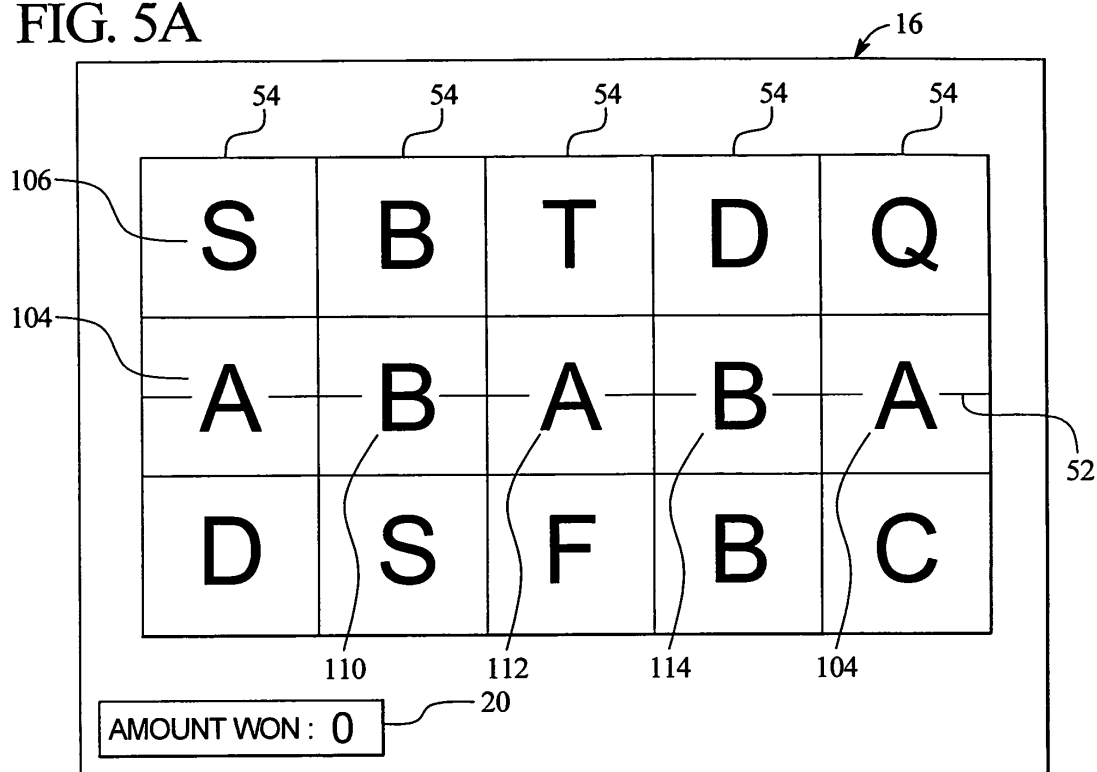 FIG. 5A
16
54 54 54 54 54
106
S B T D Q
104
A B A B A
52
D S F B C
110 112 114 104
20
AMOUNT WON : 0